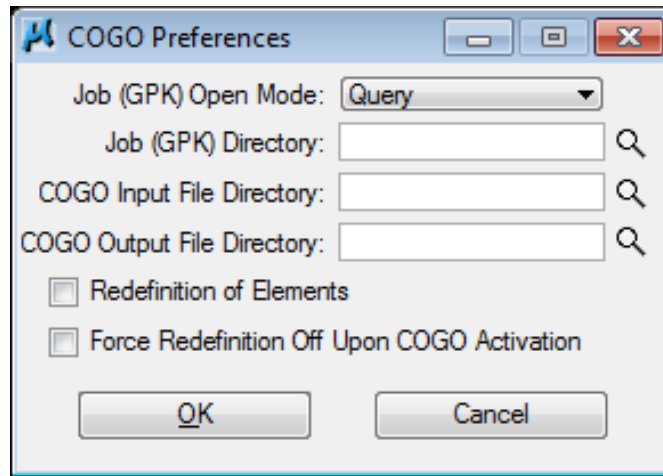 COGO Preferences
Job (GPK) Open Mode: Query
Job (GPK) Directory:
COGO Input File Directory:
COGO Output File Directory:
Redefinition of Elements
Force Redefinition Off Upon COGO Activation
OK Cancel